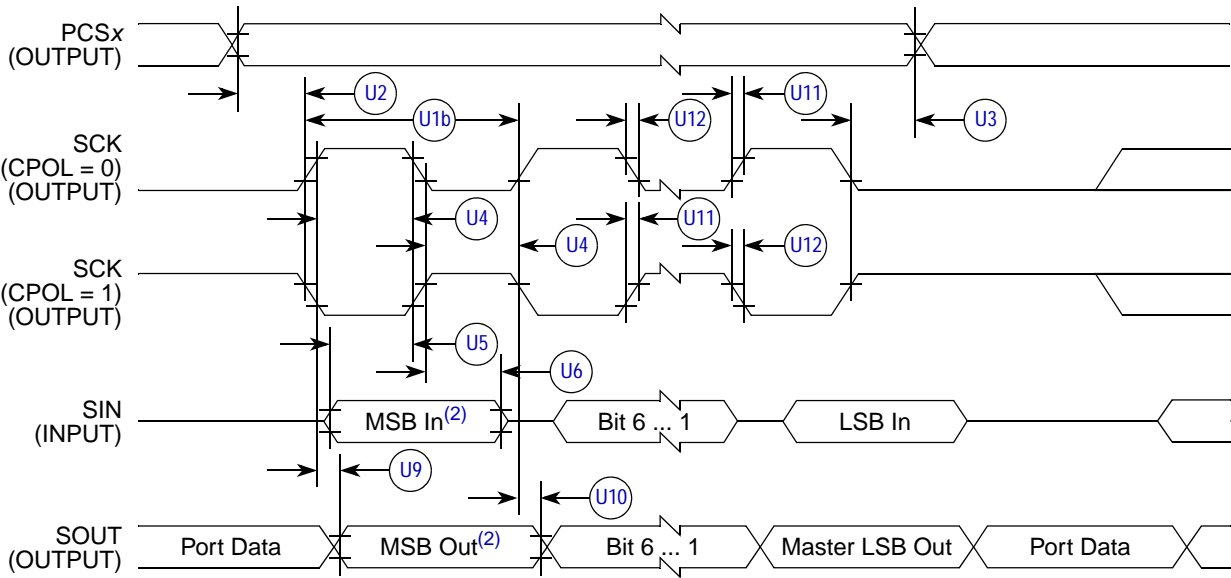 PCSx
(OUTPUT)
U2
U11
U1b
U12
U3
SCK
(CPOL = 0)
(OUTPUT)
U4
U11
U4
U12
SCK
(CPOL = 1)
(OUTPUT)
U5
U6
SIN
(INPUT)
MSB In(2)
Bit 6 ... 1
LSB In
U9
U10
SOUT
(OUTPUT)
Port Data
MSB Out(2)
Bit 6 ... 1
Master LSB Out
Port Data